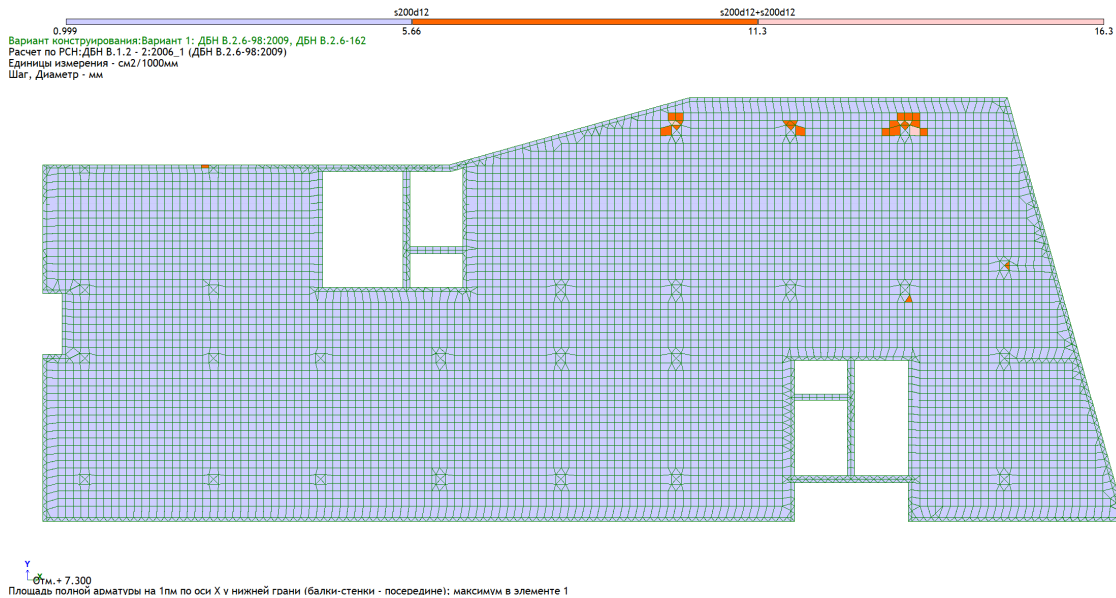 s200d12 s200d12+s200d12
0.999 5.66 11.3 16.3
Вариант конструирования:Вариант 1: ДБН В.2.6-98:2009, ДБН В.2.6-162
Расчет по РСН:ДБН В.1.2 - 2:2006_1 (ДБН В.2.6-98:2009)
Единицы измерения - см2/1000мм
Шаг, Диаметр - мм
Y
X
Отм.+ 7.300
Площадь полной арматуры на 1пм по оси X у нижней грани (балки-стенки - посередине); максимум в элементе 1